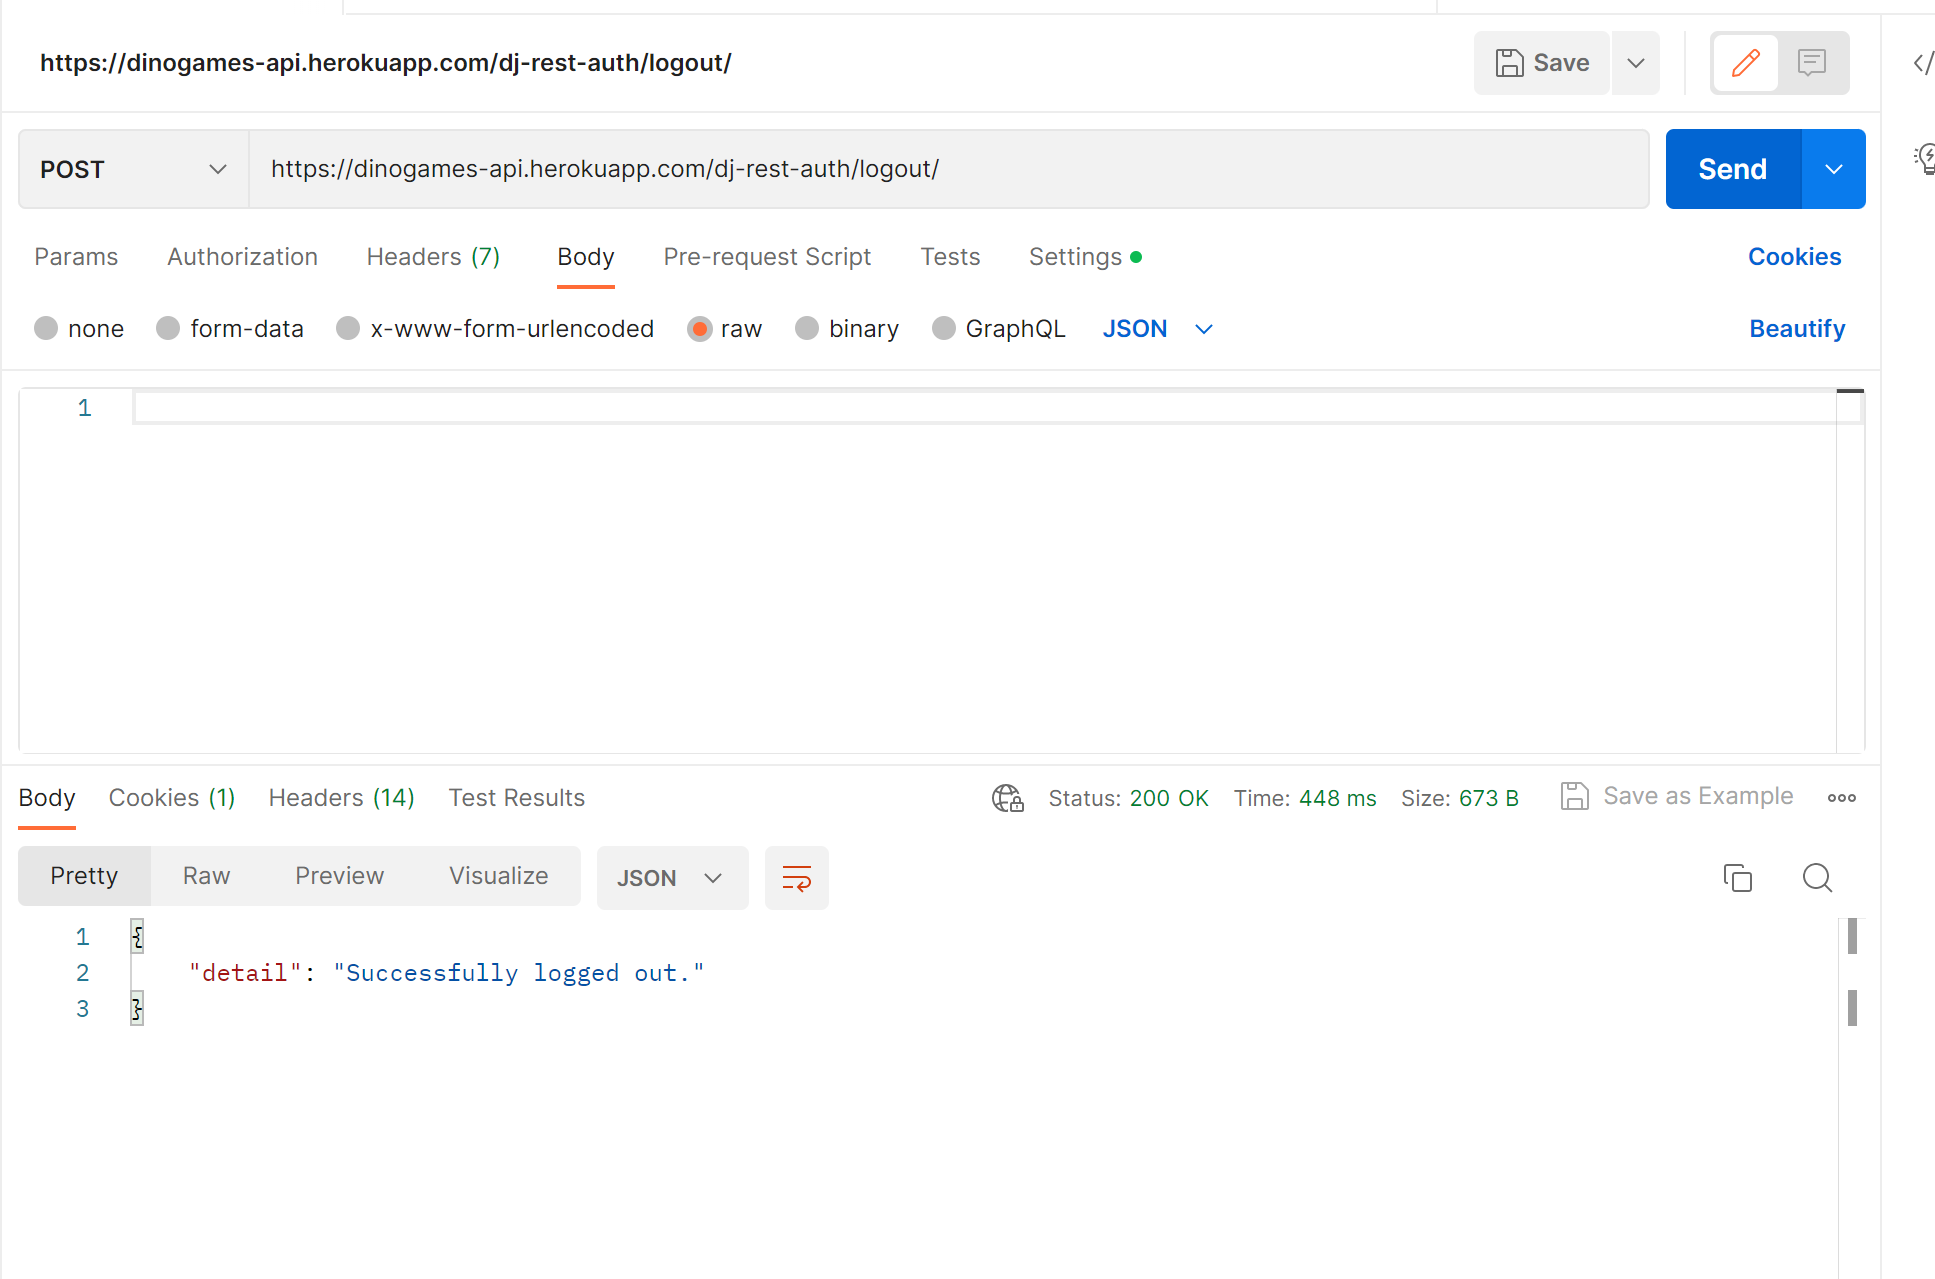 https://dinogames-api.herokuapp.com/dj-rest-auth/logout/
Save
POST
https://dinogames-api.herokuapp.com/dj-rest-auth/logout/
Send
Params Authorization Headers (7) Body Pre-request Script Tests Settings Cookies
none form-data x-www-form-urlencoded raw binary GraphQL JSON Beautify
1
Body Cookies (1) Headers (14) Test Results Status: 200 OK Time: 448 ms Size: 673 B Save as Example
Pretty Raw Preview Visualize JSON
1 {
2 "detail": "Successfully logged out."
3 }